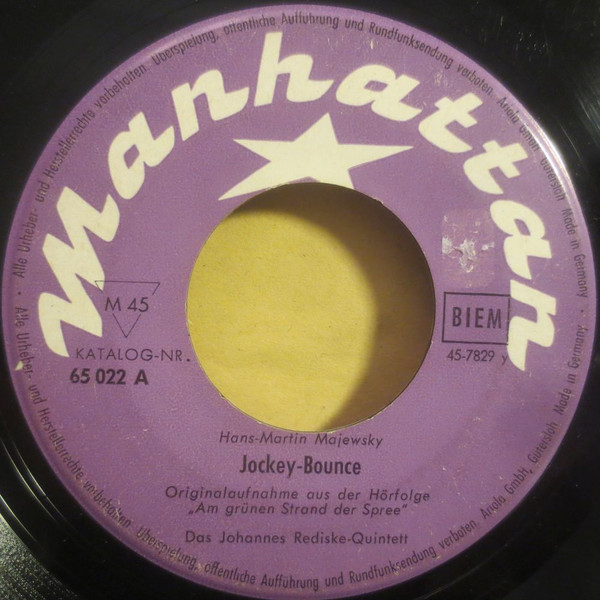 Alle Urheber- und Herstellerrechte vorbehalten. Überspielung, öffentliche Aufführung und Rundfunksendung verboten. Ariola GmbH, Gütersloh Made in Germany
Manhattan
M 45
BIEM
KATALOG-NR.
65 022 A
45-7829 y
Hans-Martin Majewsky
Jockey-Bounce
Originalaufnahme aus der Hörfolge
„Am grünen Strand der Spree"
Das Johannes Rediske-Quintett
Alle Urheber- und Herstellerrechte vorbehalten. Überspielung, öffentliche Aufführung und Rundfunksendung verboten. Ariola GmbH, Gütersloh Made in Germany